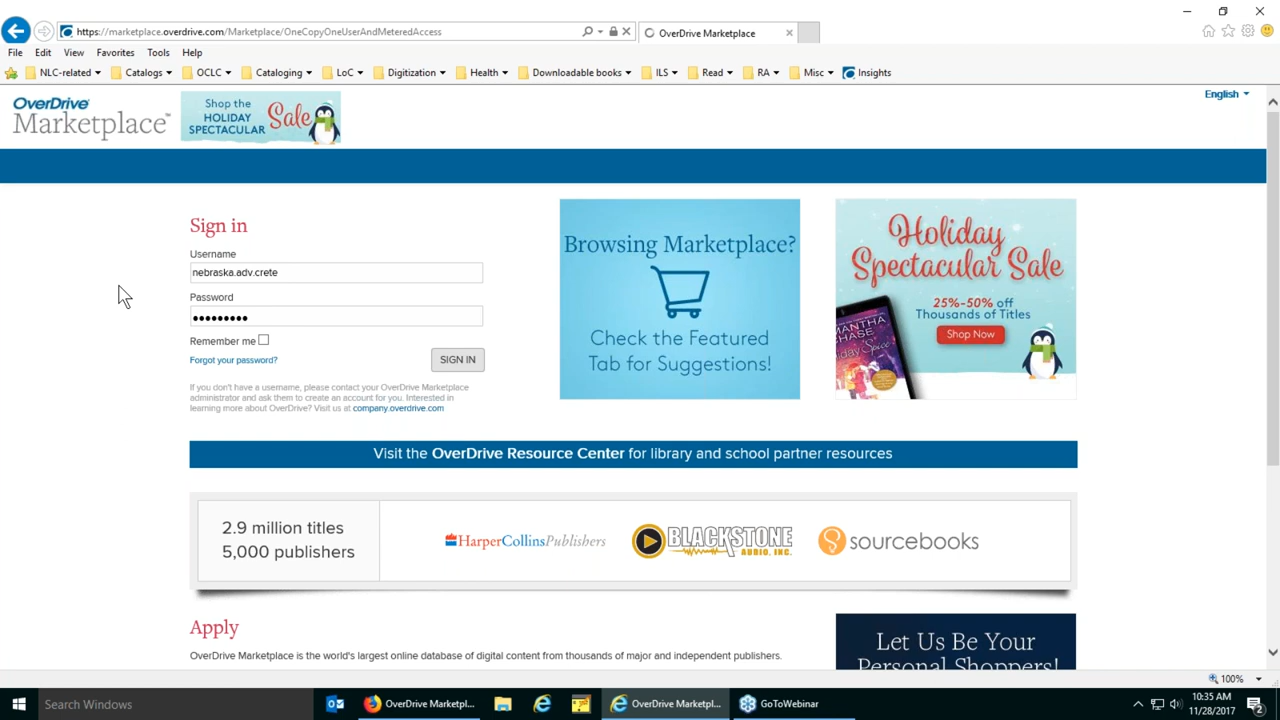 https://marketplace.overdrive.com/Marketplace/OneCopyOneUserAndMeteredAccess
OverDrive Marketplace
File Edit View Favorites Tools Help
NLC-related Catalogs OCLC Cataloging LoC Digitization Health Downloadable books ILS Read RA Misc Insights
OverDrive
Marketplace™
Shop the
HOLIDAY
SPECTACULAR
Sale
English
Sign in
Username
nebraska.adv.crete
Password
•••••••••
Remember me
Forgot your password?
SIGN IN
If you don't have a username, please contact your OverDrive Marketplace
administrator and ask them to create an account for you. Interested in
learning more about OverDrive? Visit us at company.overdrive.com
Browsing Marketplace?
Check the Featured
Tab for Suggestions!
Holiday
Spectacular Sale
25%-50% off
Thousands of Titles
Shop Now
Visit the OverDrive Resource Center for library and school partner resources
2.9 million titles
5,000 publishers
HarperCollinsPublishers
BLACKSTONE
AUDIO, INC.
sourcebooks
Apply
OverDrive Marketplace is the world's largest online database of digital content from thousands of major and independent publishers.
Let Us Be Your
Personal Shoppers!
100%
Search Windows
OverDrive Marketpl...
OverDrive Marketpl...
GoToWebinar
10:35 AM
11/28/2017
2